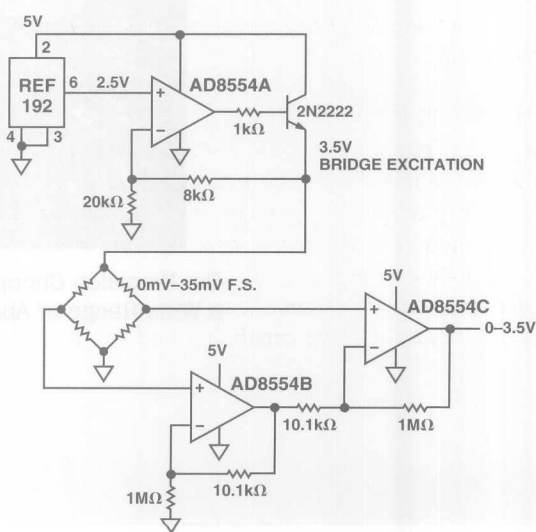 5V
2
REF
192
6
2.5V
4
3
+
−
AD8554A
1kΩ
2N2222
3.5V
BRIDGE EXCITATION
20kΩ
8kΩ
0mV–35mV F.S.
5V
AD8554C
+
−
0–3.5V
5V
AD8554B
+
−
10.1kΩ
1MΩ
10.1kΩ
1MΩ